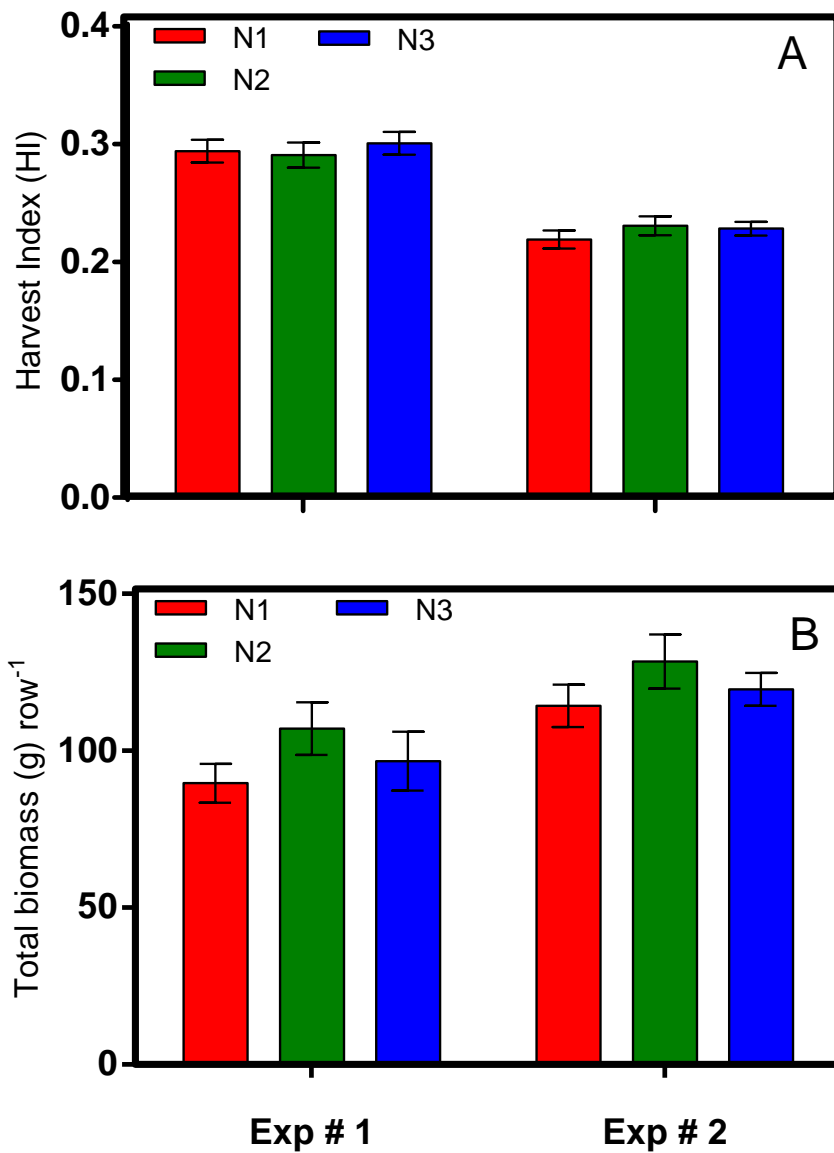 N1 N3 A
N2
0.4
0.3
0.2
0.1
0.0
Harvest Index (HI)
N1 N3 B
N2
150
100
50
0
Total biomass (g) row⁻¹
Exp # 1 Exp # 2